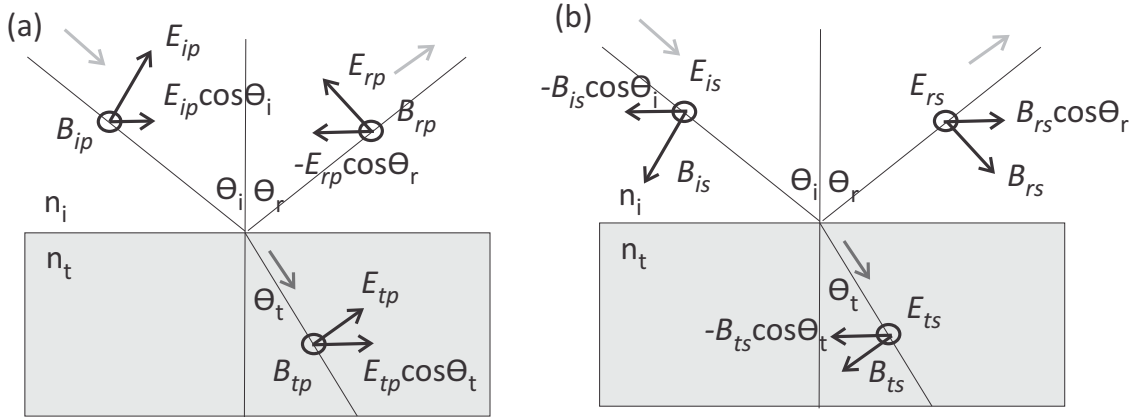 (a)
E_ip
E_ip cosΘ_i
B_ip
E_rp
B_rp
-E_rp cosΘ_r
Θ_i Θ_r
n_i
n_t
Θ_t
E_tp
B_tp
E_tp cosΘ_t
(b)
E_is
-B_is cosΘ_i
B_is
E_rs
B_rs cosΘ_r
B_rs
Θ_i Θ_r
n_i
n_t
Θ_t
E_ts
-B_ts cosΘ_t
B_ts